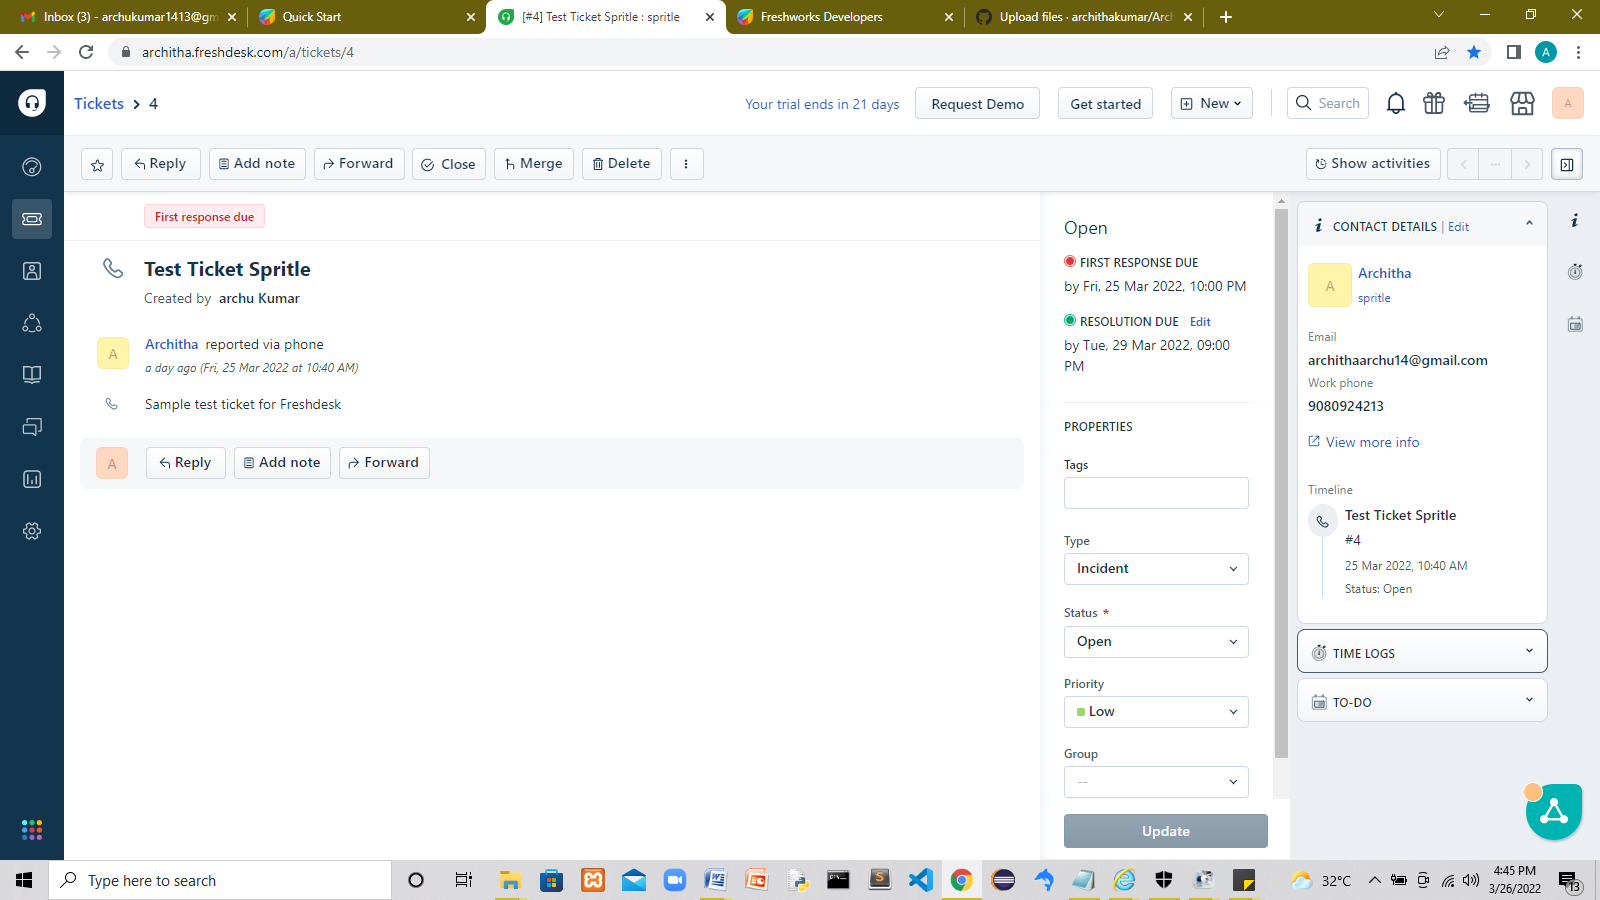 Inbox (3) - archukumar1413@gm
Quick Start
[#4] Test Ticket Spritle : spritle
Freshworks Developers
Upload files · archithakumar/Arc
architha.freshdesk.com/a/tickets/4
A
Tickets > 4
Your trial ends in 21 days
Request Demo
Get started
New
Search
A
Reply
Add note
Forward
Close
Merge
Delete
Show activities
First response due
Test Ticket Spritle
Created by archu Kumar
A
Architha reported via phone
a day ago (Fri, 25 Mar 2022 at 10:40 AM)
Sample test ticket for Freshdesk
A
Reply
Add note
Forward
Open
FIRST RESPONSE DUE
by Fri, 25 Mar 2022, 10:00 PM
RESOLUTION DUE Edit
by Tue, 29 Mar 2022, 09:00
PM
PROPERTIES
Tags
Type
Incident
Status *
Open
Priority
Low
Group
--
Update
CONTACT DETAILS | Edit
A
Architha
spritle
Email
archithaarchu14@gmail.com
Work phone
9080924213
View more info
Timeline
Test Ticket Spritle
#4
25 Mar 2022, 10:40 AM
Status: Open
TIME LOGS
TO-DO
Type here to search
32°C
4:45 PM
3/26/2022
13